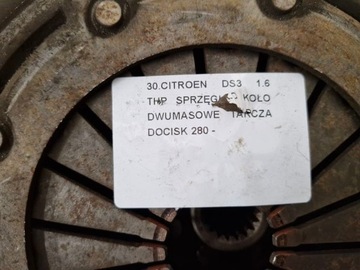 30.CITROEN DS3 1.6
THP SPRZĘGŁO KOŁO
DWUMASOWE TARCZA
DOCISK 280 -